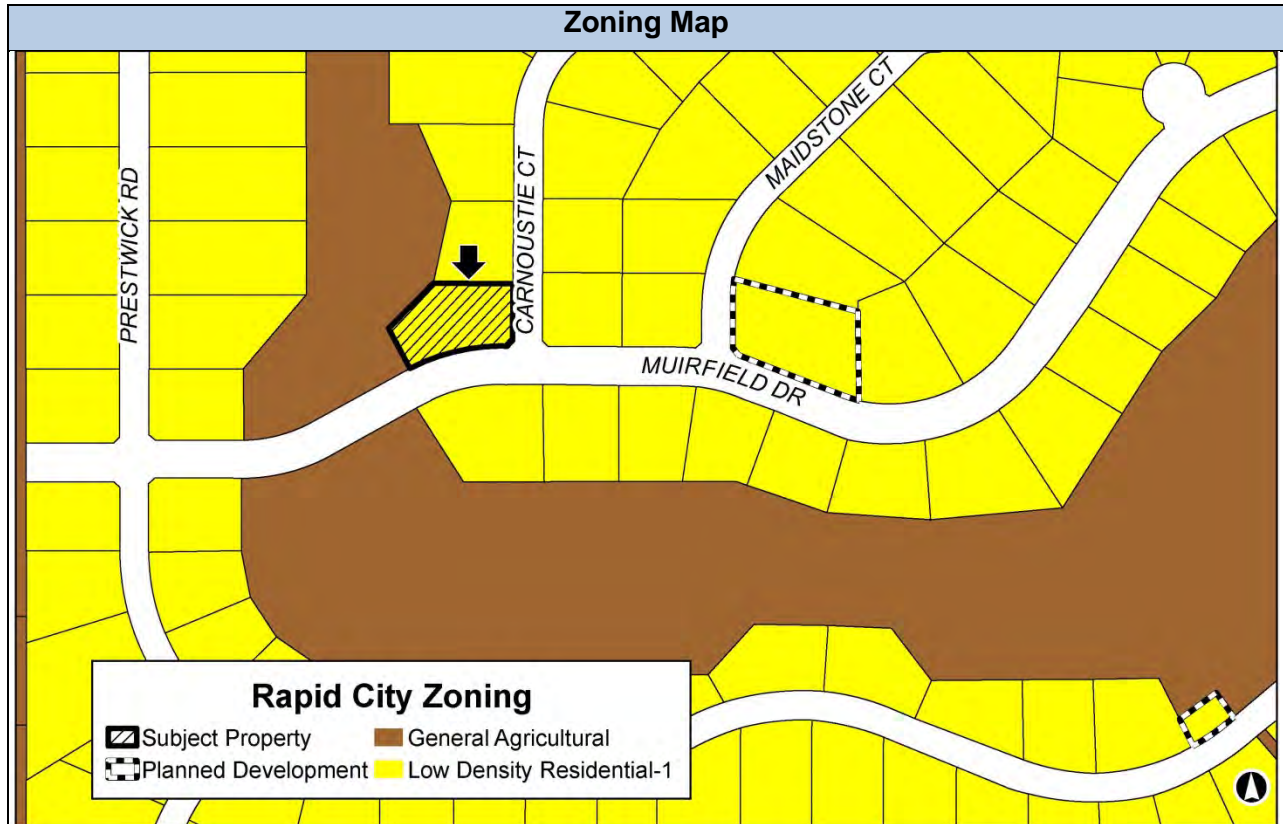 Zoning Map
MAIDSTONE CT
CARNOUSTIE CT
PRESTWICK RD
MUIRFIELD DR
Rapid City Zoning
Subject Property
General Agricultural
Planned Development
Low Density Residential-1